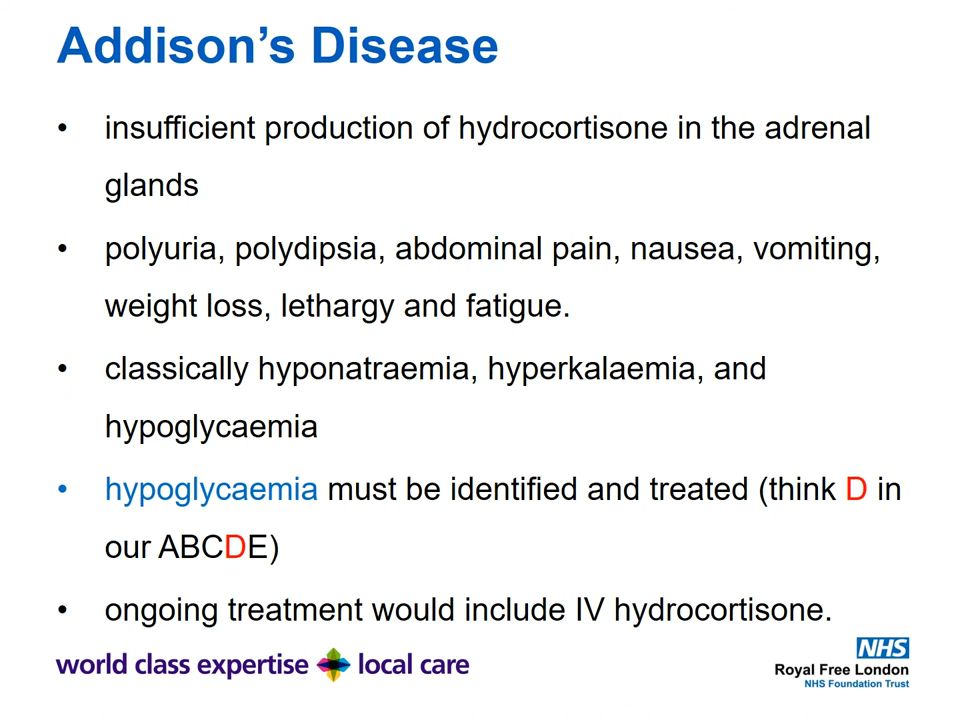 Addison’s Disease
• insufficient production of hydrocortisone in the adrenal
glands
• polyuria, polydipsia, abdominal pain, nausea, vomiting,
weight loss, lethargy and fatigue.
• classically hyponatraemia, hyperkalaemia, and
hypoglycaemia
• hypoglycaemia must be identified and treated (think D in
our ABCDE)
• ongoing treatment would include IV hydrocortisone.
world class expertise local care
NHS
Royal Free London
NHS Foundation Trust